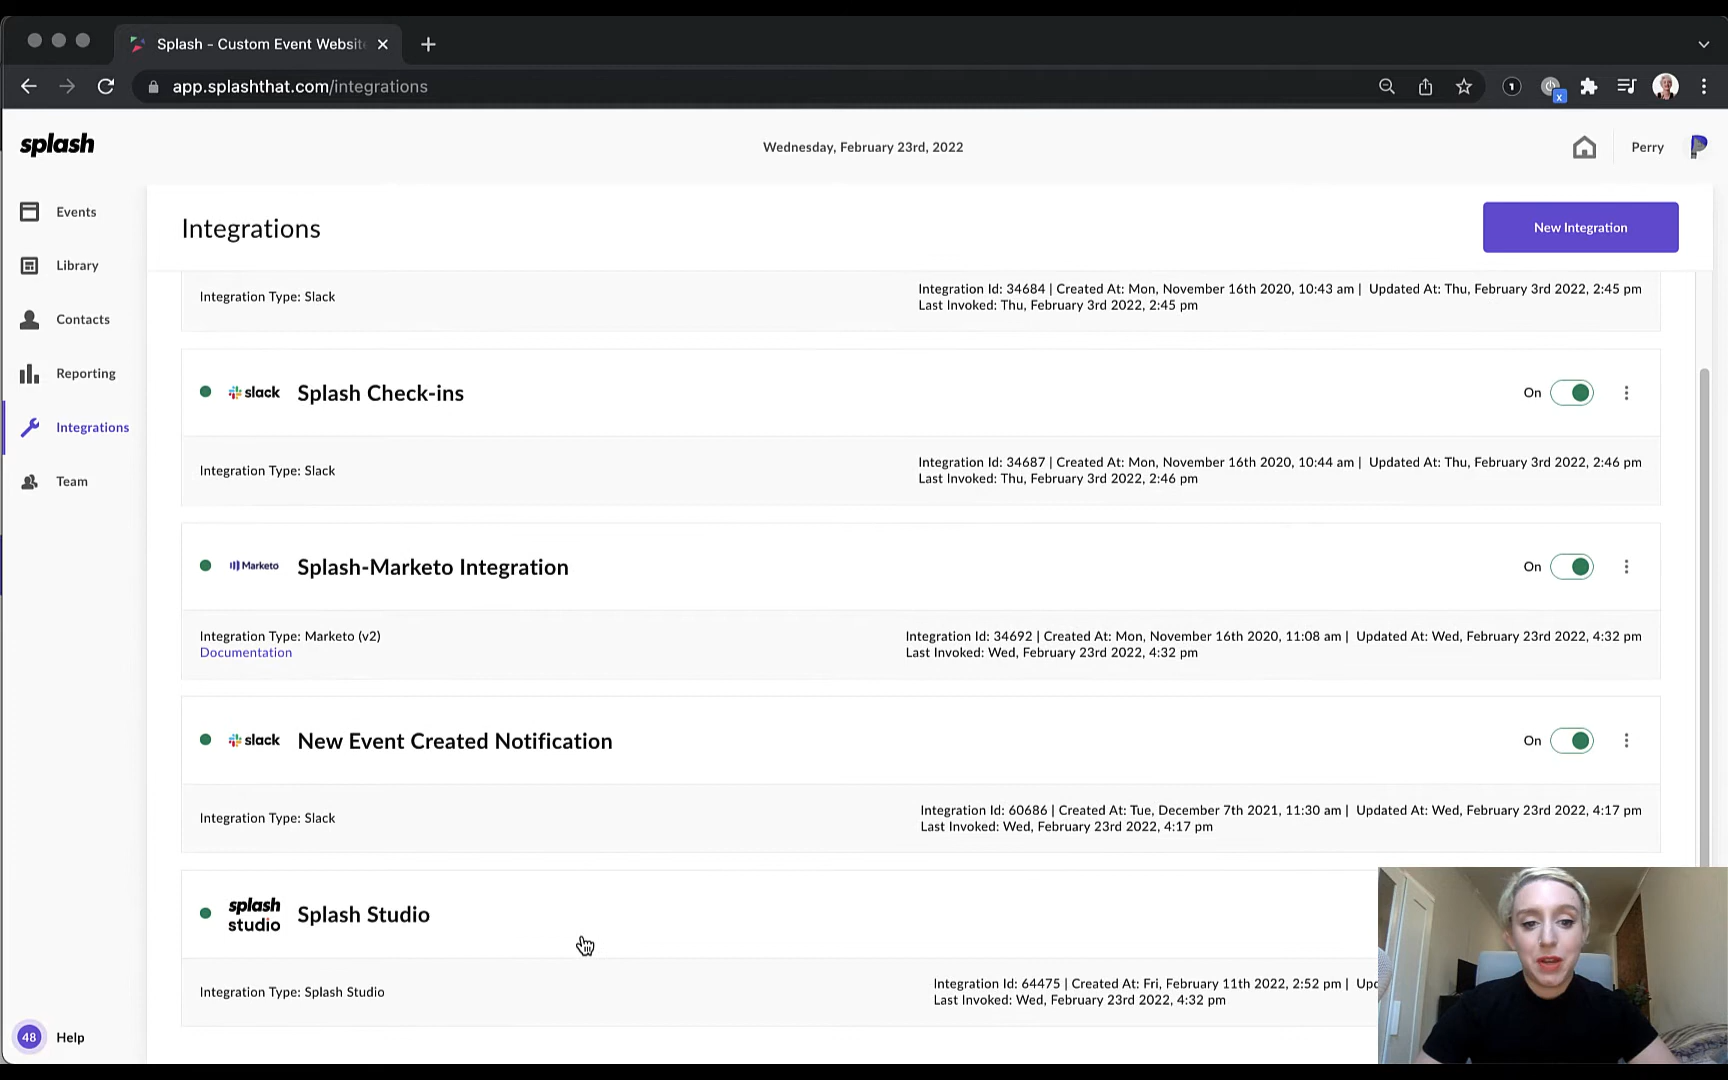 Splash - Custom Event Website
app.splashthat.com/integrations
splash
Wednesday, February 23rd, 2022
Perry
Events
Library
Contacts
Reporting
Integrations
Team
48 Help
Integrations
New Integration
Integration Type: Slack
Integration Id: 34684 | Created At: Mon, November 16th 2020, 10:43 am | Updated At: Thu, February 3rd 2022, 2:45 pm
Last Invoked: Thu, February 3rd 2022, 2:45 pm
slack Splash Check-ins
On
Integration Type: Slack
Integration Id: 34687 | Created At: Mon, November 16th 2020, 10:44 am | Updated At: Thu, February 3rd 2022, 2:46 pm
Last Invoked: Thu, February 3rd 2022, 2:46 pm
Marketo Splash-Marketo Integration
On
Integration Type: Marketo (v2)
Documentation
Integration Id: 34692 | Created At: Mon, November 16th 2020, 11:08 am | Updated At: Wed, February 23rd 2022, 4:32 pm
Last Invoked: Wed, February 23rd 2022, 4:32 pm
slack New Event Created Notification
On
Integration Type: Slack
Integration Id: 60686 | Created At: Tue, December 7th 2021, 11:30 am | Updated At: Wed, February 23rd 2022, 4:17 pm
Last Invoked: Wed, February 23rd 2022, 4:17 pm
splash
studio
Splash Studio
Integration Type: Splash Studio
Integration Id: 64475 | Created At: Fri, February 11th 2022, 2:52 pm |
Last Invoked: Wed, February 23rd 2022, 4:32 pm